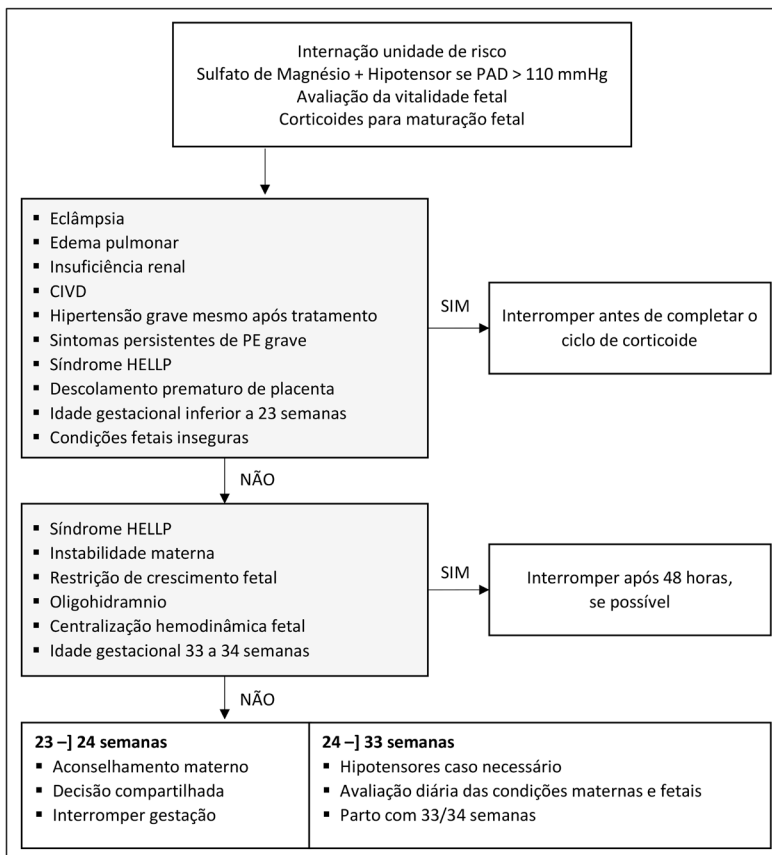 Internação unidade de risco
Sulfato de Magnésio + Hipotensor se PAD > 110 mmHg
Avaliação da vitalidade fetal
Corticoides para maturação fetal
▪ Eclâmpsia
▪ Edema pulmonar
▪ Insuficiência renal
▪ CIVD
▪ Hipertensão grave mesmo após tratamento
▪ Sintomas persistentes de PE grave
▪ Síndrome HELLP
▪ Descolamento prematuro de placenta
▪ Idade gestacional inferior a 23 semanas
▪ Condições fetais inseguras
SIM
Interromper antes de completar o
ciclo de corticoide
NÃO
▪ Síndrome HELLP
▪ Instabilidade materna
▪ Restrição de crescimento fetal
▪ Oligohidramnio
▪ Centralização hemodinâmica fetal
▪ Idade gestacional 33 a 34 semanas
SIM
Interromper após 48 horas,
se possível
NÃO
23 –] 24 semanas
▪ Aconselhamento materno
▪ Decisão compartilhada
▪ Interromper gestação
24 –] 33 semanas
▪ Hipotensores caso necessário
▪ Avaliação diária das condições maternas e fetais
▪ Parto com 33/34 semanas